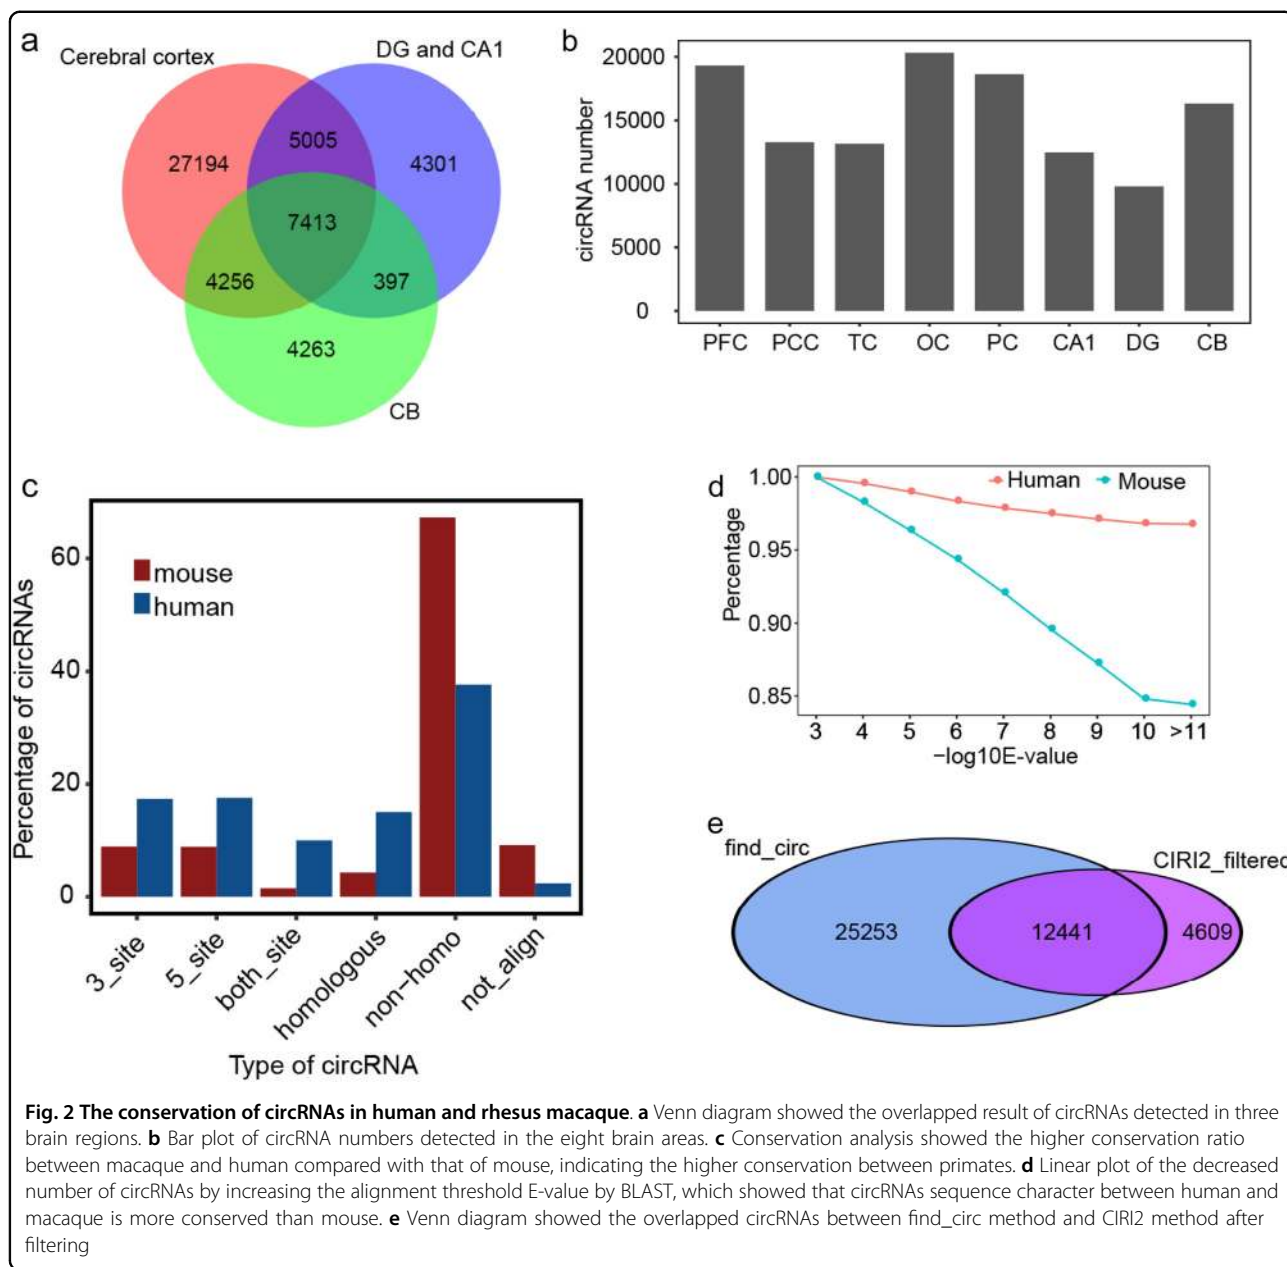 a
Cerebral cortex
DG and CA1
5005
27194
4301
7413
4256
397
4263
CB
b
circRNA number
20000
15000
10000
5000
0
PFC PCC TC OC PC CA1 DG CB
c
Percentage of circRNAs
60
40
20
0
mouse
human
3_site 5_site both_site homologous non-homo not_align
Type of circRNA
d
Percentage
1.00
0.95
0.90
0.85
Human Mouse
3 4 5 6 7 8 9 10 >11
-log10E-value
e
find_circ
CIRI2_filtered
25253 12441 4609
Fig. 2 The conservation of circRNAs in human and rhesus macaque. a Venn diagram showed the overlapped result of circRNAs detected in three
brain regions. b Bar plot of circRNA numbers detected in the eight brain areas. c Conservation analysis showed the higher conservation ratio
between macaque and human compared with that of mouse, indicating the higher conservation between primates. d Linear plot of the decreased
number of circRNAs by increasing the alignment threshold E-value by BLAST, which showed that circRNAs sequence character between human and
macaque is more conserved than mouse. e Venn diagram showed the overlapped circRNAs between find_circ method and CIRI2 method after
filtering